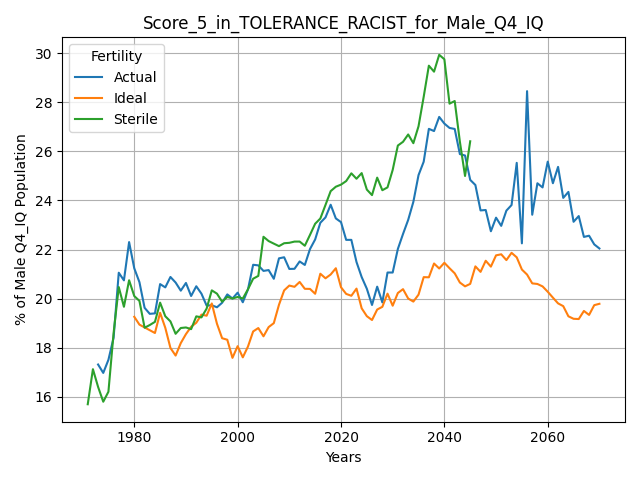 Score_5_in_TOLERANCE_RACIST_for_Male_Q4_IQ
Fertility
Actual
Ideal
Sterile
% of Male Q4_IQ Population
30
28
26
24
22
20
18
16
1980
2000
2020
2040
2060
Years